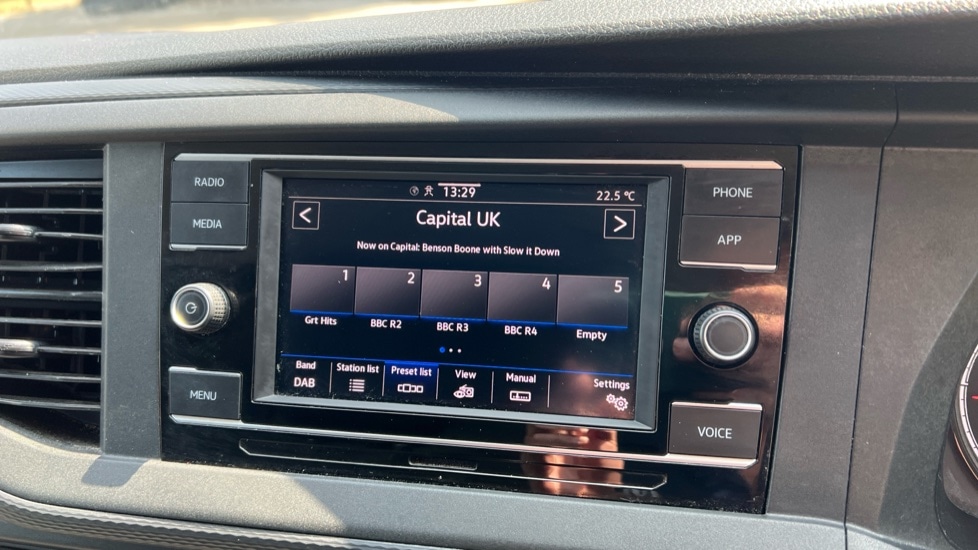 RADIO
MEDIA
MENU
13:29
22.5 °C
<
Capital UK
>
Now on Capital: Benson Boone with Slow it Down
1 2 3 4 5
Grt Hits BBC R2 BBC R3 BBC R4 Empty
Band Station list Preset list View Manual Settings
DAB
PHONE
APP
VOICE